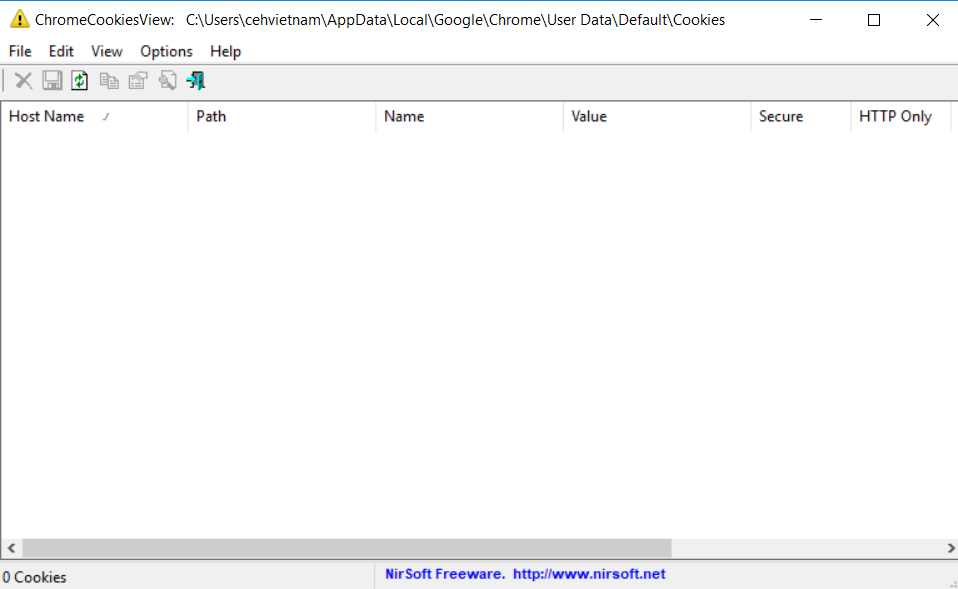 ChromeCookiesView: C:\Users\cehvietnam\AppData\Local\Google\Chrome\User Data\Default\Cookies
File Edit View Options Help
Host Name Path Name Value Secure HTTP Only
0 Cookies NirSoft Freeware. http://www.nirsoft.net